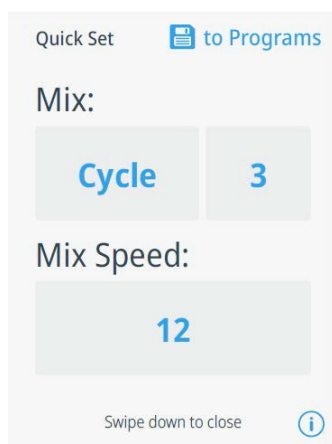 Quick Set to Programs
Mix:
Cycle 3
Mix Speed:
12
Swipe down to close